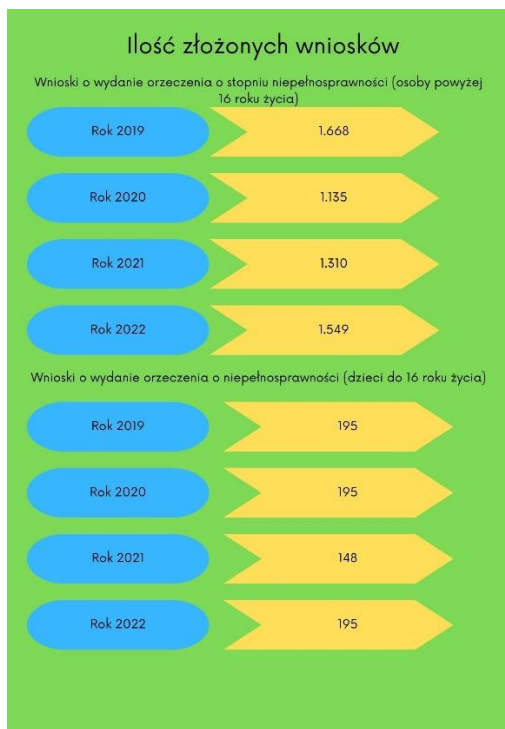 Ilość złożonych wniosków
Wnioski o wydanie orzeczenia o stopniu niepełnosprawności (osoby powyżej
16 roku życia)
Rok 2019 1.668
Rok 2020 1.135
Rok 2021 1.310
Rok 2022 1.549
Wnioski o wydanie orzeczenia o niepełnosprawności (dzieci do 16 roku życia)
Rok 2019 195
Rok 2020 195
Rok 2021 148
Rok 2022 195